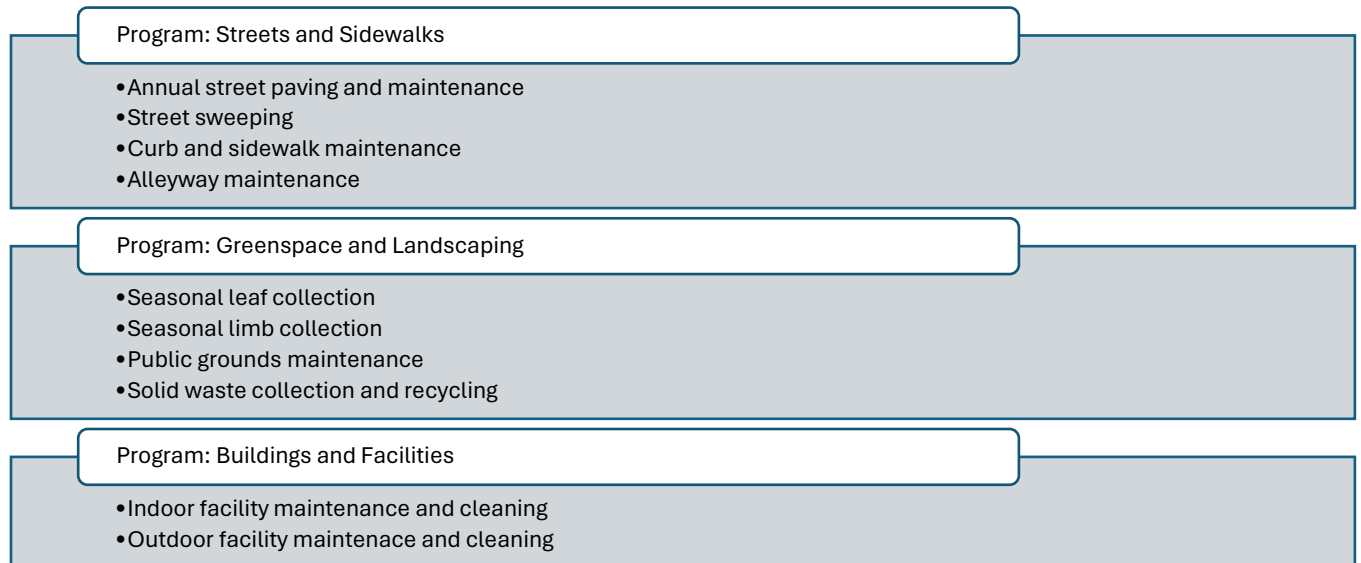 Program: Streets and Sidewalks
•Annual street paving and maintenance
•Street sweeping
•Curb and sidewalk maintenance
•Alleyway maintenance
Program: Greenspace and Landscaping
•Seasonal leaf collection
•Seasonal limb collection
•Public grounds maintenance
•Solid waste collection and recycling
Program: Buildings and Facilities
•Indoor facility maintenance and cleaning
•Outdoor facility maintenace and cleaning